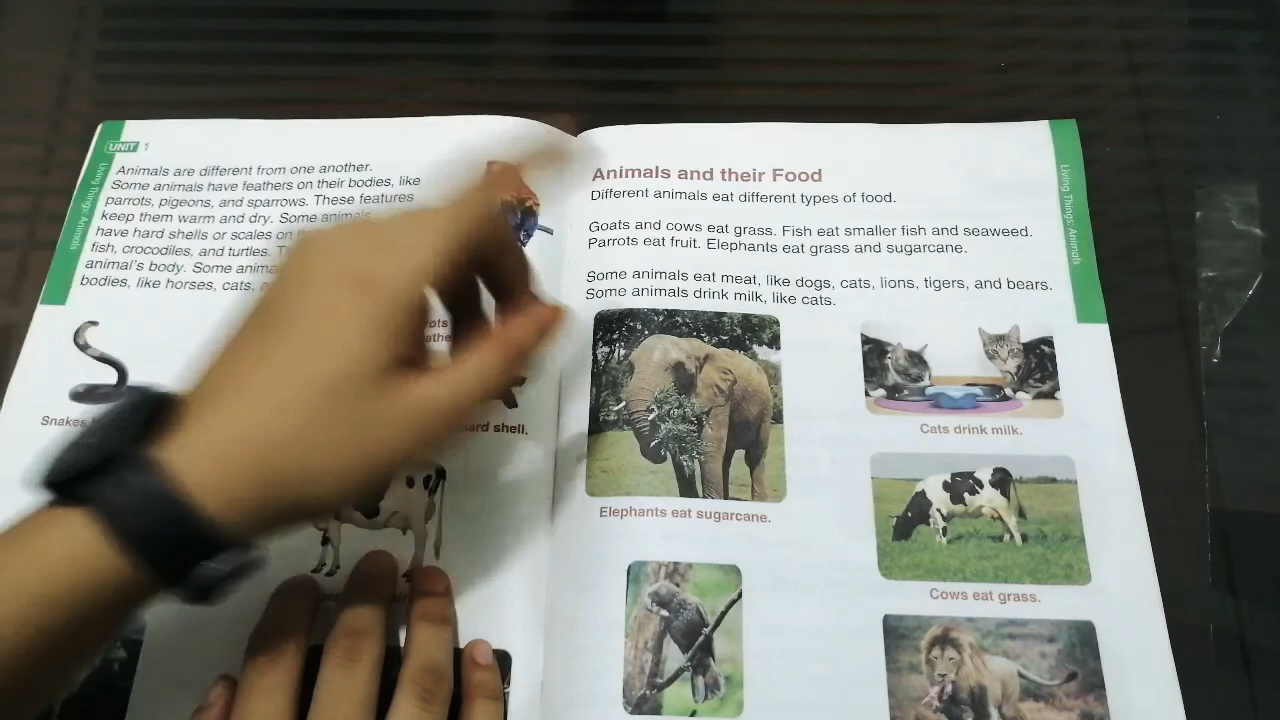 UNIT 1
Living Things: Animals
Animals are different from one another.
Some animals have feathers on their bodies, like
parrots, pigeons, and sparrows. These features
keep them warm and dry. Some animals
have hard shells or scales on
fish, crocodiles, and turtles.
animal's body. Some
bodies, like horses, cats,
Snakes
hard shell.
Animals and their Food
Different animals eat different types of food.
Goats and cows eat grass. Fish eat smaller fish and seaweed.
Parrots eat fruit. Elephants eat grass and sugarcane.
Some animals eat meat, like dogs, cats, lions, tigers, and bears.
Some animals drink milk, like cats.
Living Things: Animals
Cats drink milk.
Elephants eat sugarcane.
Cows eat grass.